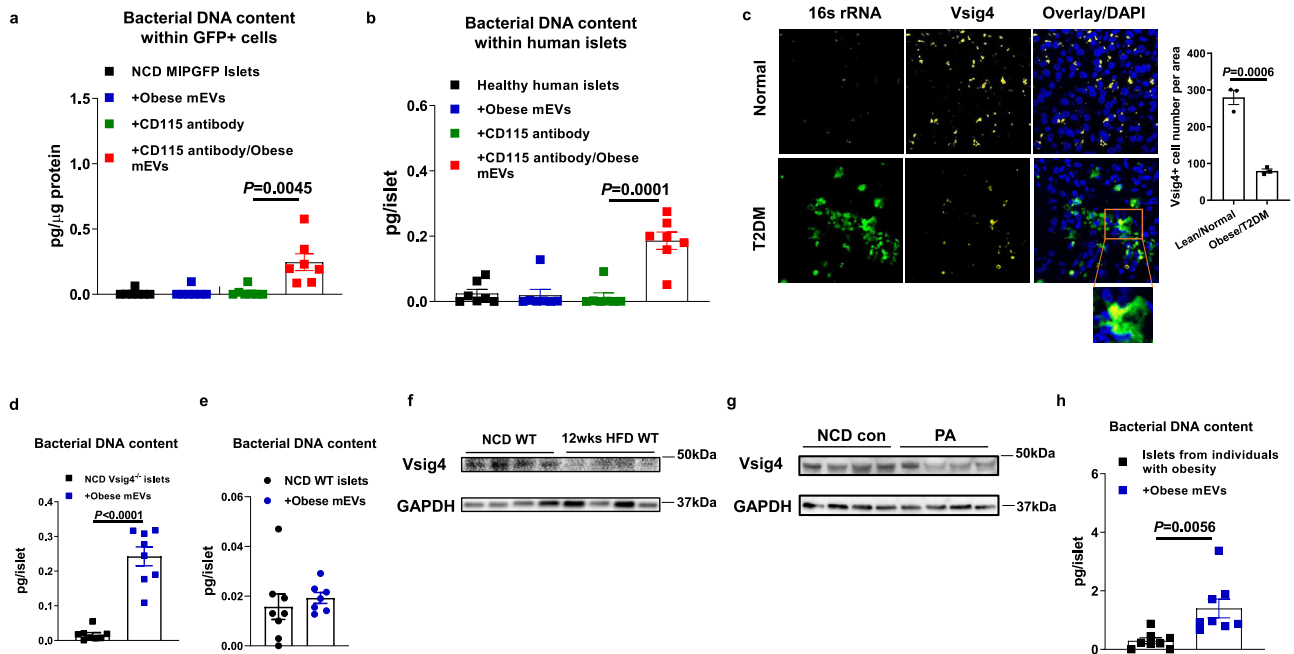 a
Bacterial DNA content
within GFP+ cells
NCD MIPGFP Islets
+Obese mEVs
+CD115 antibody
+CD115 antibody/Obese
mEVs
P=0.0045
pg/μg protein
1.5
1.0
0.5
0.0
b
Bacterial DNA content
within human islets
Healthy human islets
+Obese mEVs
+CD115 antibody
+CD115 antibody/Obese
mEVs
P=0.0001
pg/islet
0.6
0.4
0.2
0.0
c
16s rRNA
Vsig4
Overlay/DAPI
Normal
T2DM
Vsig4+ cell number per area
P=0.0006
400
300
200
100
0
Lean/Normal
Obese/T2DM
d
Bacterial DNA content
NCD Vsig4-/- islets
+Obese mEVs
P<0.0001
pg/islet
0.4
0.3
0.2
0.1
0.0
e
Bacterial DNA content
NCD WT islets
+Obese mEVs
pg/islet
0.06
0.04
0.02
0.00
f
NCD WT
12wks HFD WT
Vsig4
50kDa
GAPDH
37kDa
g
NCD con
PA
Vsig4
50kDa
GAPDH
37kDa
h
Bacterial DNA content
Islets from individuals
with obesity
+Obese mEVs
P=0.0056
pg/islet
6
4
2
0